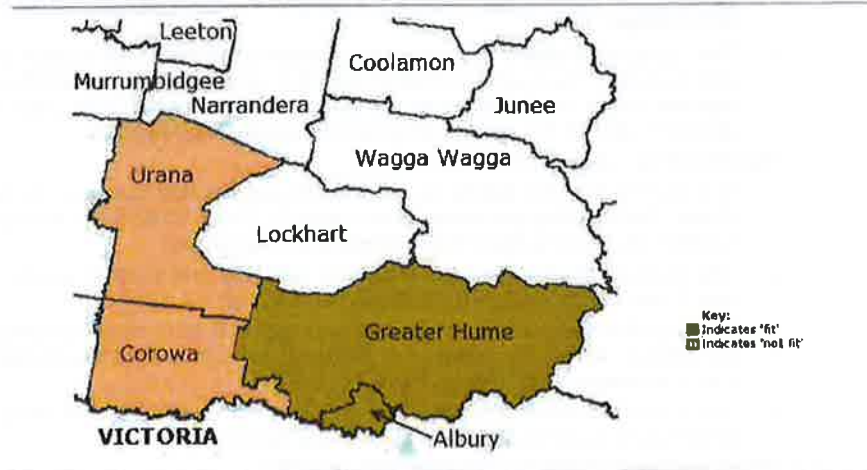 Leeton
Coolamon
Murrumbidgee
Narrandera
Junee
Wagga Wagga
Urana
Lockhart
Key:
Indicates 'fit'
Indicates 'not fit'
Greater Hume
Corowa
VICTORIA
Albury